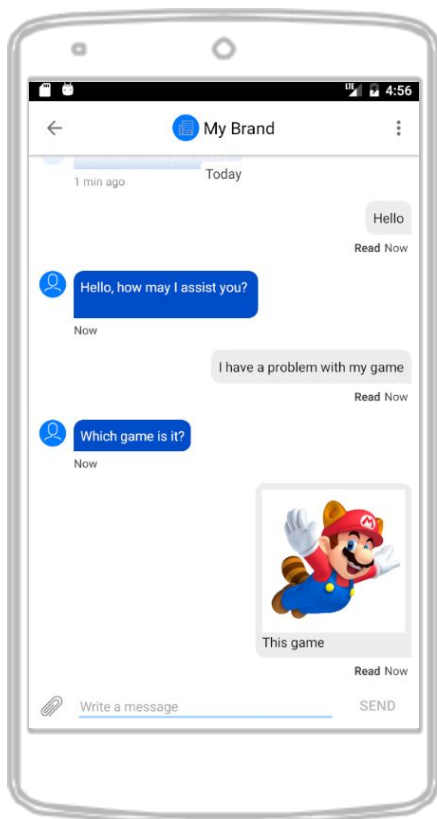 LTE 4:56
My Brand
1 min ago
Today
Hello
Read Now
Hello, how may I assist you?
Now
I have a problem with my game
Read Now
Which game is it?
Now
M
This game
Read Now
Write a message
SEND